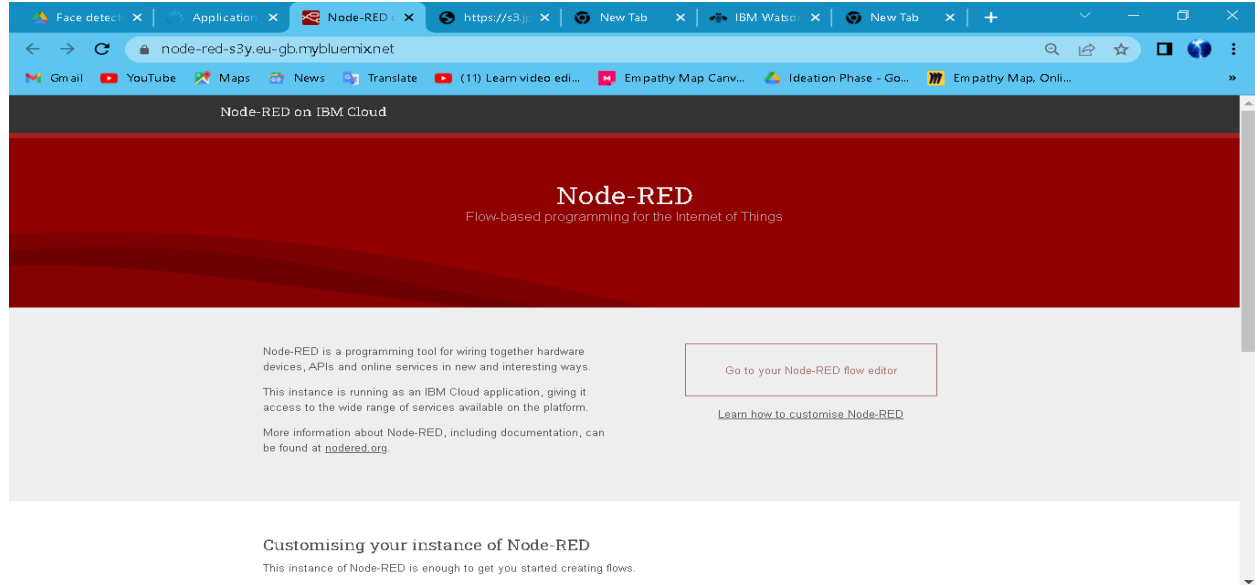 Face detect Application Node-RED https://s3.jp New Tab IBM Watso New Tab
node-red-s3y.eu-gb.mybluemix.net
Gmail YouTube Maps News Translate (11) Learn video edi... Empathy Map Canv... Ideation Phase - Go... Empathy Map, Onli... »
Node-RED on IBM Cloud
Node-RED
Flow-based programming for the Internet of Things
Node-RED is a programming tool for wiring together hardware
devices, APIs and online services in new and interesting ways.
This instance is running as an IBM Cloud application, giving it
access to the wide range of services available on the platform.
More information about Node-RED, including documentation, can
be found at nodered.org.
Go to your Node-RED flow editor
Learn how to customise Node-RED
Customising your instance of Node-RED
This instance of Node-RED is enough to get you started creating flows.